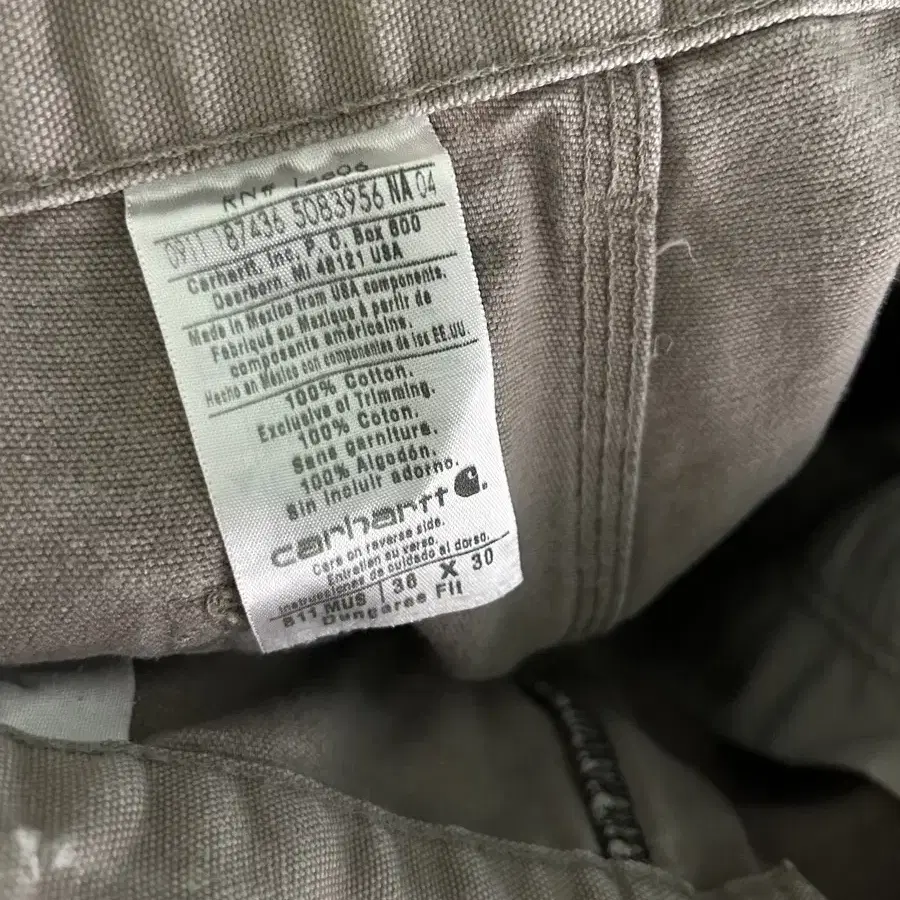 RN# 14806
0911 187436 5083956 NA 04
Carhartt, Inc. P. O. Box 600
Dearborn, MI 48121 USA
Made in Mexico from USA components.
Fabriqué au Mexique à partir de
composants américains.
Hecho en México con componentes de los EE.UU.
100% Cotton.
Exclusive of Trimming.
100% Coton.
Sans garniture.
100% Algodón.
Sin incluir adorno.
carhartt
Care on reverse side.
Entretien au verso.
Instrucciones de cuidado al dorso.
B11 MUS 36 X 30
Dungaree Fit